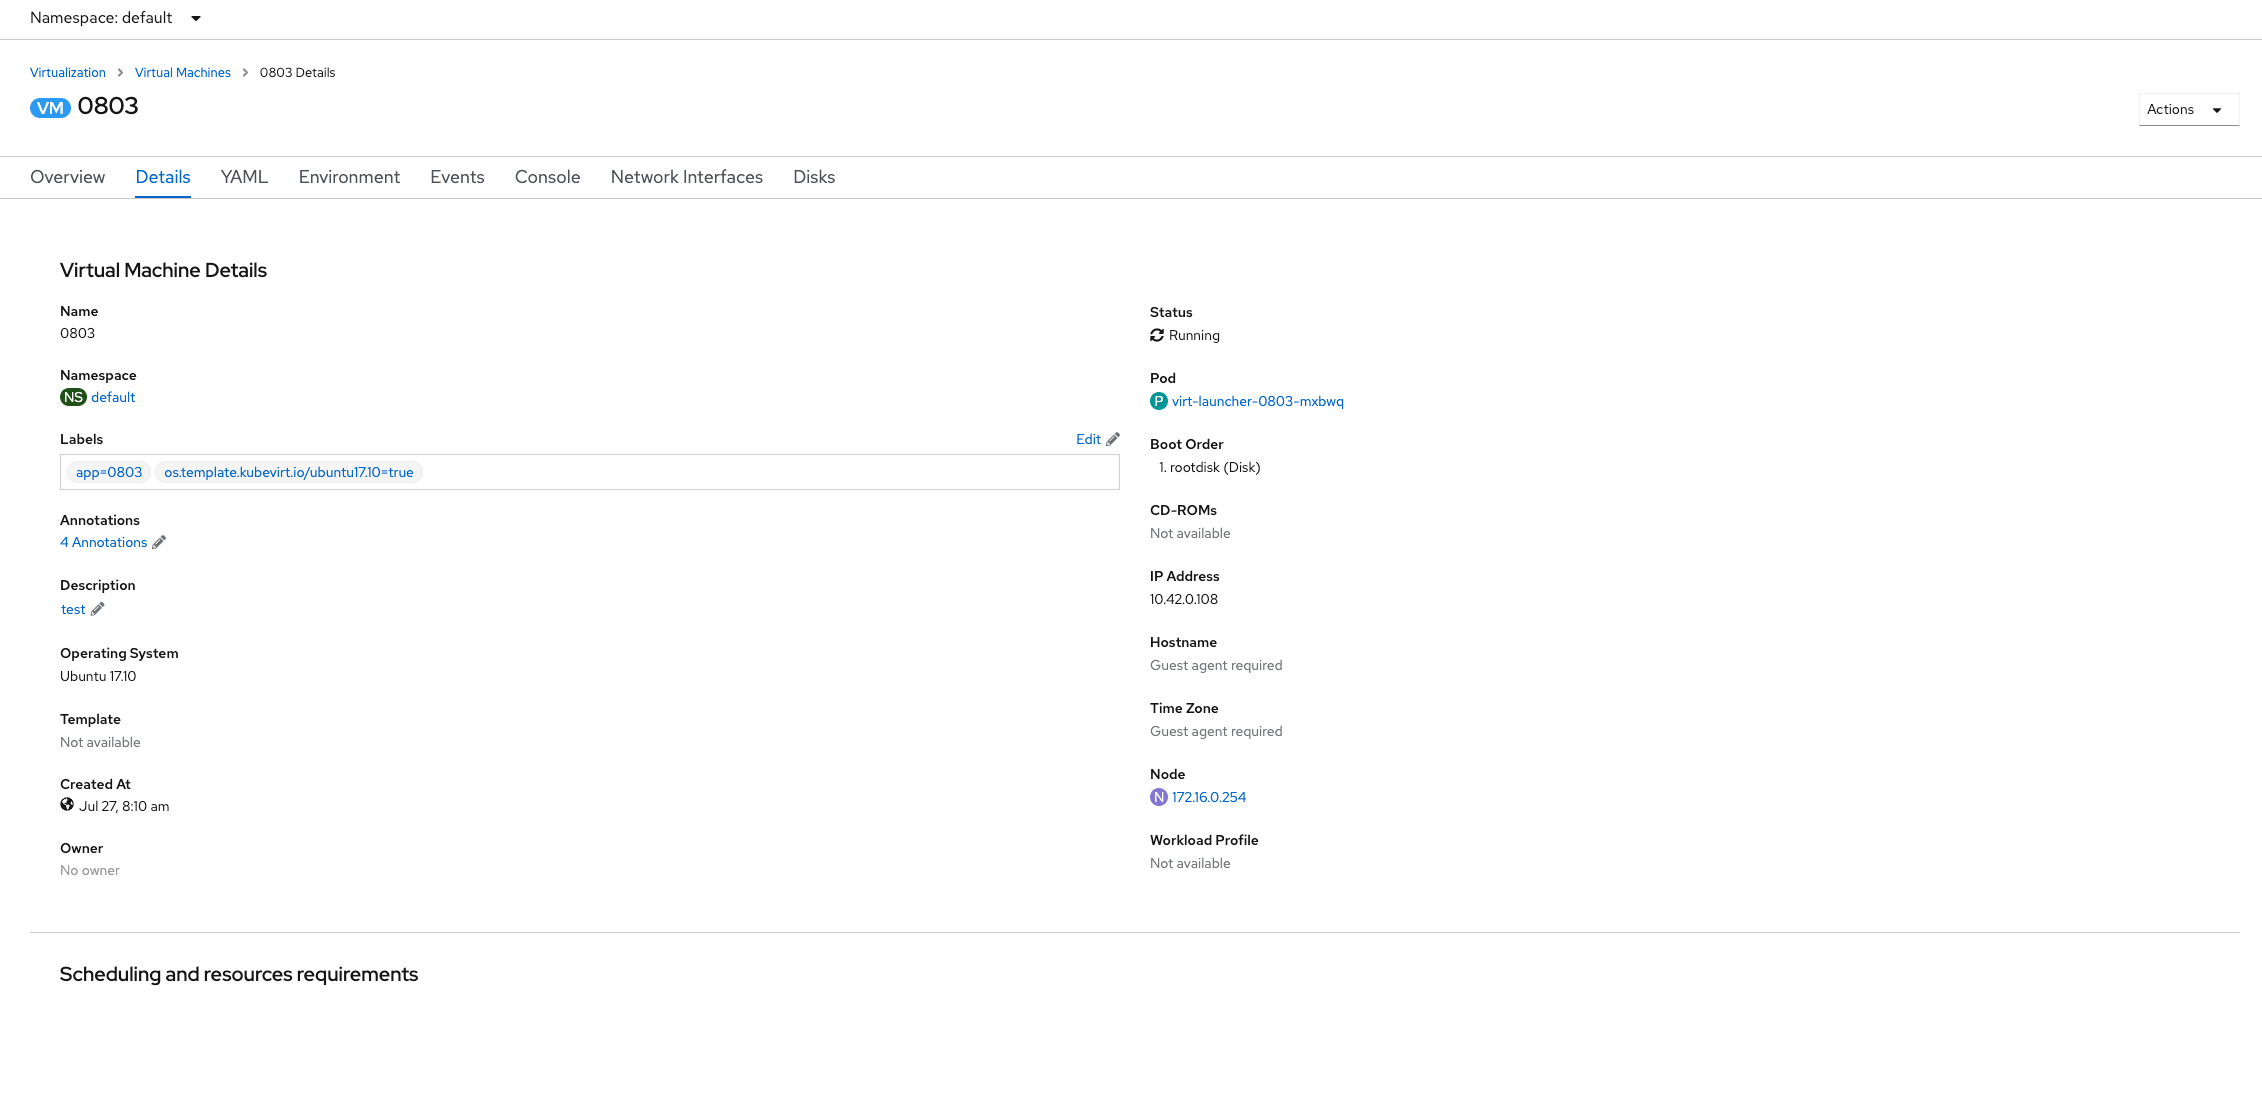 Namespace: default
Virtualization > Virtual Machines > 0803 Details
VM 0803
Actions
Overview Details YAML Environment Events Console Network Interfaces Disks
Virtual Machine Details
Name
0803
Namespace
NS default
Labels
Edit
app=0803 os.template.kubevirt.io/ubuntu17.10=true
Annotations
4 Annotations
Description
test
Operating System
Ubuntu 17.10
Template
Not available
Created At
Jul 27, 8:10 am
Owner
No owner
Status
Running
Pod
P virt-launcher-0803-mxbwq
Boot Order
1. rootdisk (Disk)
CD-ROMs
Not available
IP Address
10.42.0.108
Hostname
Guest agent required
Time Zone
Guest agent required
Node
N 172.16.0.254
Workload Profile
Not available
Scheduling and resources requirements